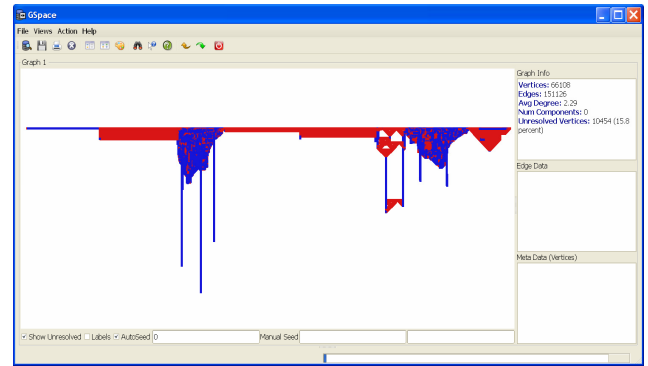 GSpace
File Views Action Help
Graph 1
Graph Info
Vertices: 66108
Edges: 151126
Avg Degree: 2.29
Num Components: 0
Unresolved Vertices: 10454 (15.8
percent)
Edge Data
Meta Data (Vertices)
Show Unresolved Labels AutoSeed 0 Manual Seed